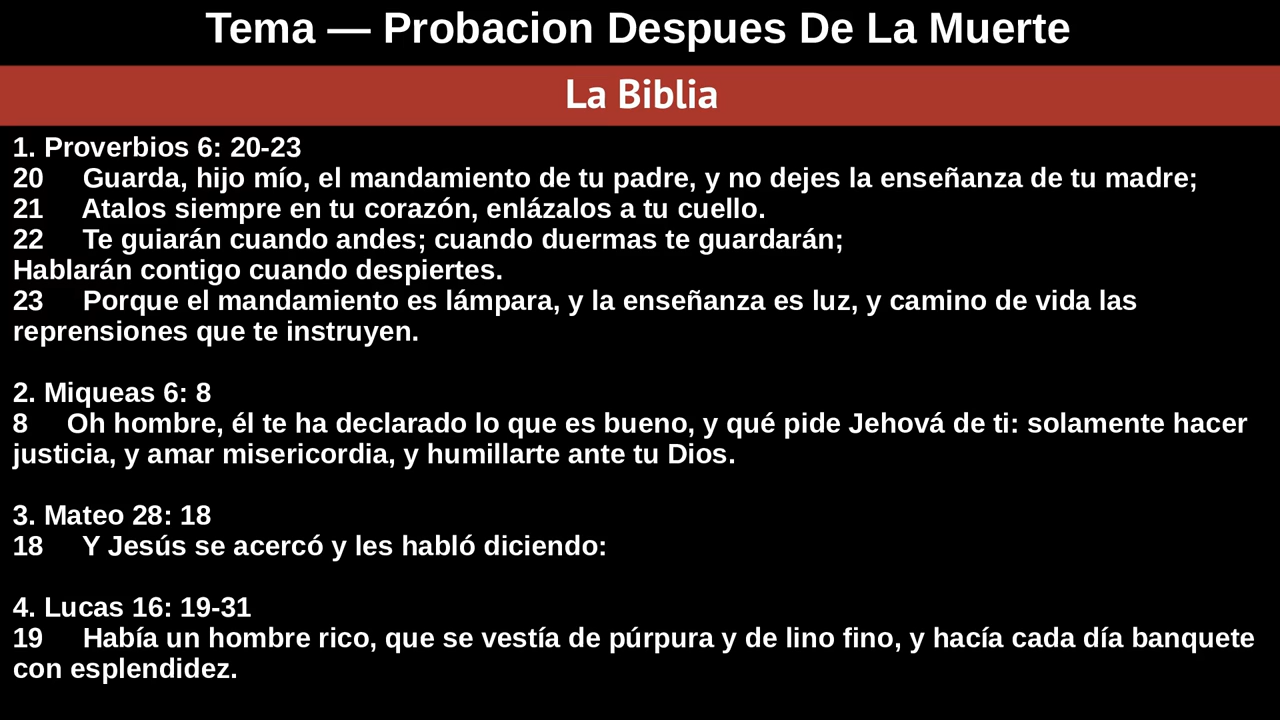 Tema — Probacion Despues De La Muerte
La Biblia
1. Proverbios 6: 20-23
20 Guarda, hijo mío, el mandamiento de tu padre, y no dejes la enseñanza de tu madre;
21 Atalos siempre en tu corazón, enlázalos a tu cuello.
22 Te guiarán cuando andes; cuando duermas te guardarán;
Hablarán contigo cuando despiertes.
23 Porque el mandamiento es lámpara, y la enseñanza es luz, y camino de vida las
reprensiones que te instruyen.
2. Miqueas 6: 8
8 Oh hombre, él te ha declarado lo que es bueno, y qué pide Jehová de ti: solamente hacer
justicia, y amar misericordia, y humillarte ante tu Dios.
3. Mateo 28: 18
18 Y Jesús se acercó y les habló diciendo:
4. Lucas 16: 19-31
19 Había un hombre rico, que se vestía de púrpura y de lino fino, y hacía cada día banquete
con esplendidez.